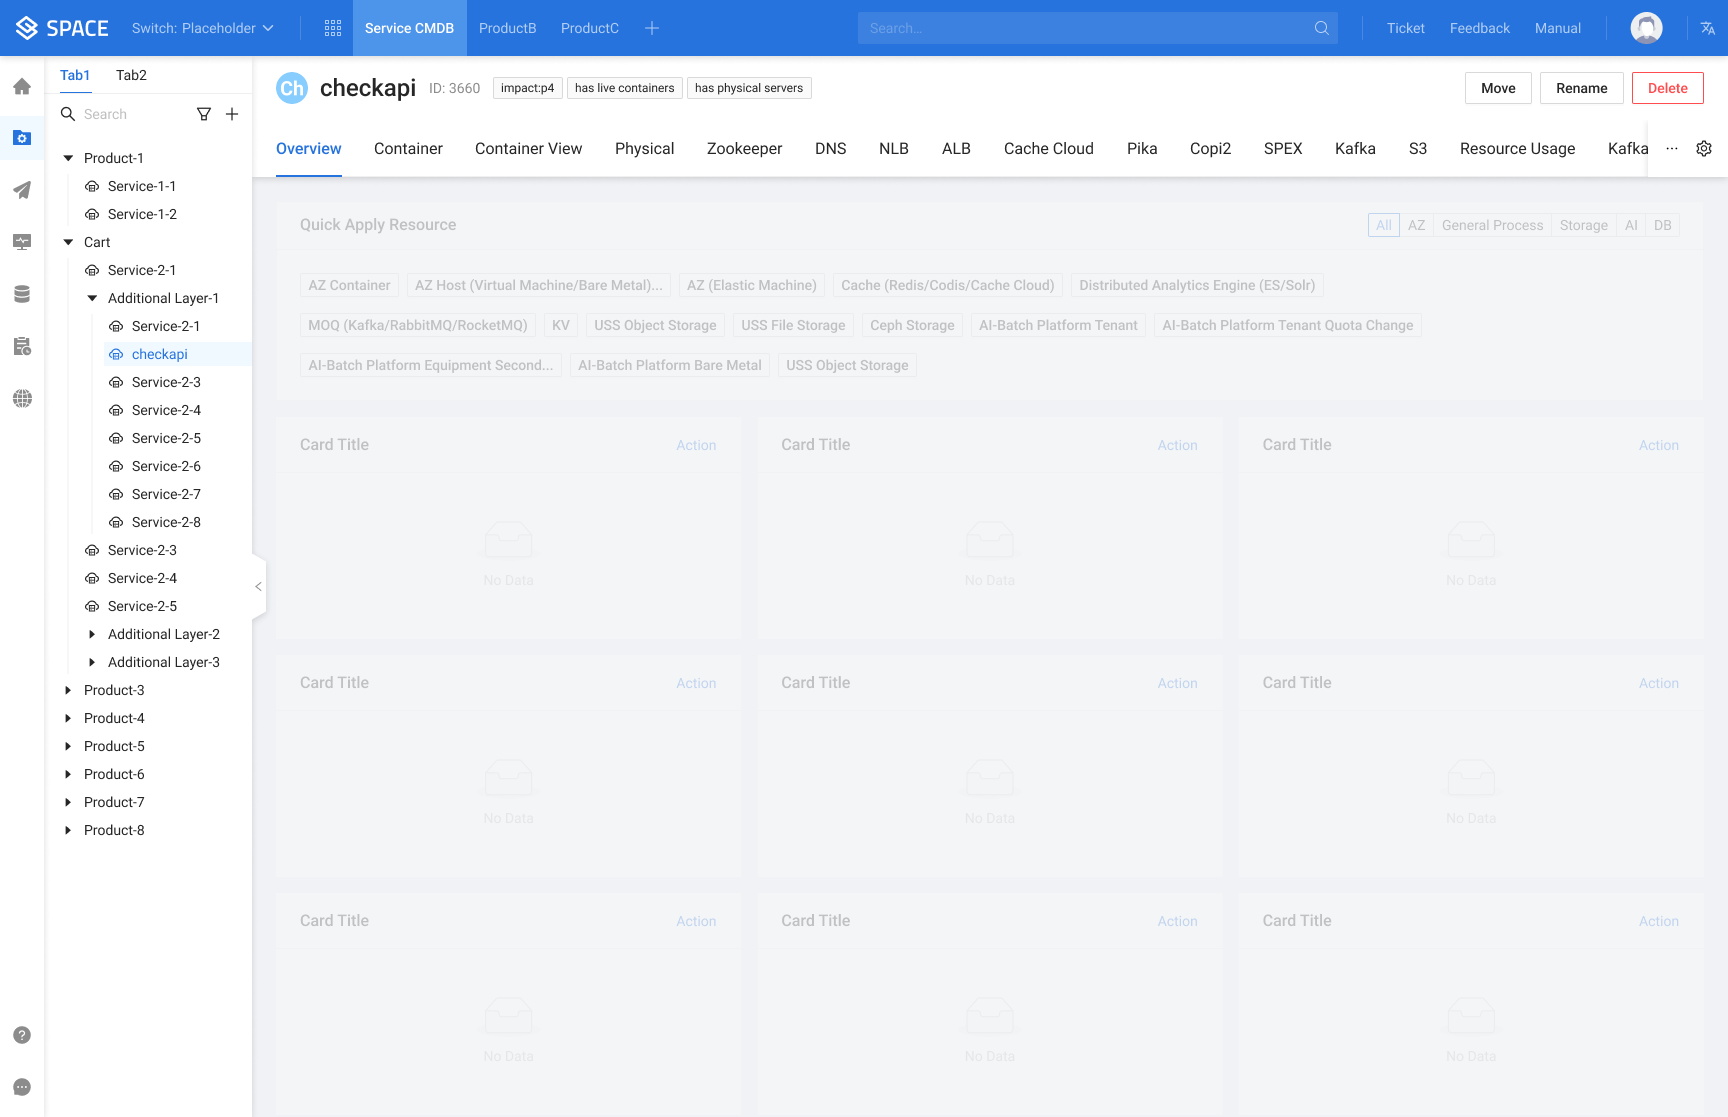 SPACE
Switch: Placeholder
Service CMDB
ProductB
ProductC
Search...
Ticket
Feedback
Manual
Tab1
Tab2
Search
Product-1
Service-1-1
Service-1-2
Cart
Service-2-1
Additional Layer-1
Service-2-1
checkapi
Service-2-3
Service-2-4
Service-2-5
Service-2-6
Service-2-7
Service-2-8
Service-2-3
Service-2-4
Service-2-5
Additional Layer-2
Additional Layer-3
Product-3
Product-4
Product-5
Product-6
Product-7
Product-8
Ch
checkapi
ID: 3660
impact:p4
has live containers
has physical servers
Move
Rename
Delete
Overview
Container
Container View
Physical
Zookeeper
DNS
NLB
ALB
Cache Cloud
Pika
Copi2
SPEX
Kafka
S3
Resource Usage
Kafka
Quick Apply Resource
All
AZ
General Process
Storage
AI
DB
AZ Container
AZ Host (Virtual Machine/Bare Metal)...
AZ (Elastic Machine)
Cache (Redis/Codis/Cache Cloud)
Distributed Analytics Engine (ES/Solr)
MOQ (Kafka/RabbitMQ/RocketMQ)
KV
USS Object Storage
USS File Storage
Ceph Storage
AI-Batch Platform Tenant
AI-Batch Platform Tenant Quota Change
AI-Batch Platform Equipment Second...
AI-Batch Platform Bare Metal
USS Object Storage
Card Title
Action
Card Title
Action
Card Title
Action
No Data
No Data
No Data
Card Title
Action
Card Title
Action
Card Title
Action
No Data
No Data
No Data
Card Title
Action
Card Title
Action
Card Title
Action
No Data
No Data
No Data